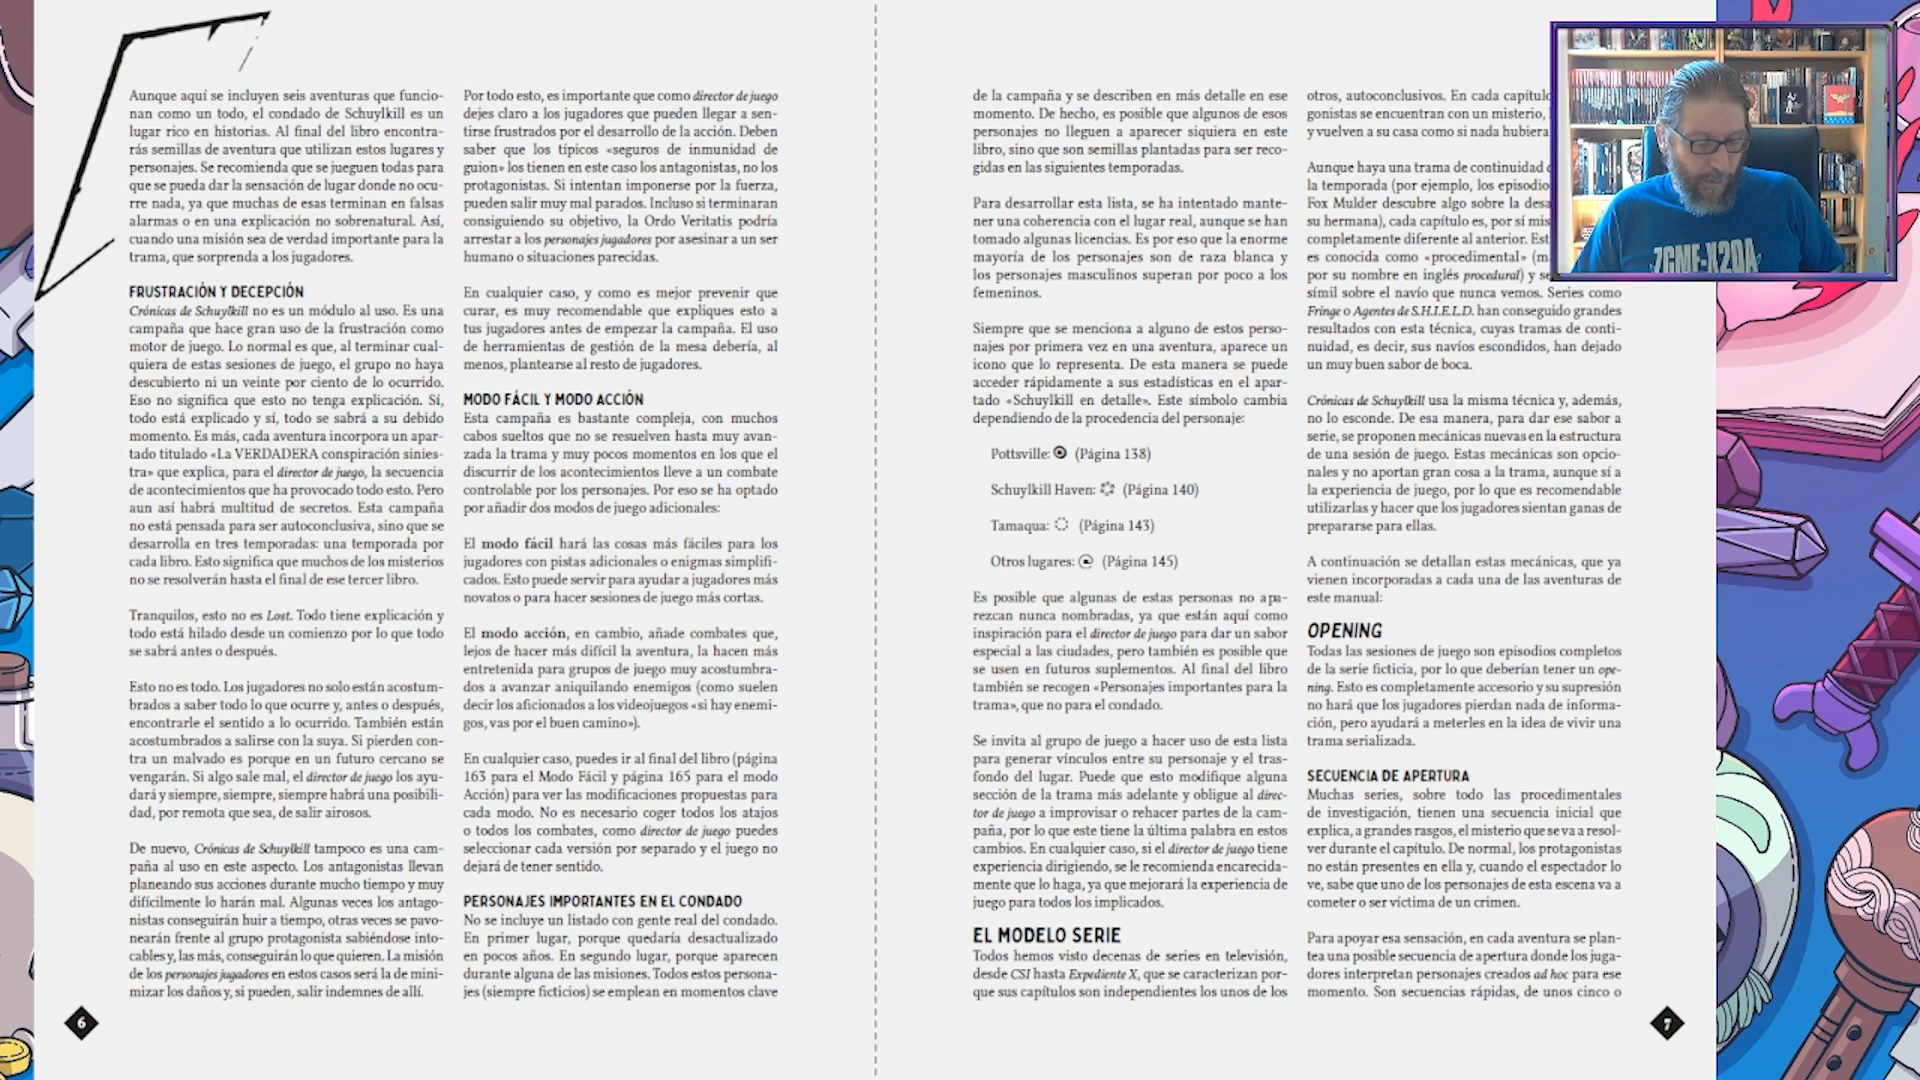 Aunque aquí se incluyen seis aventuras que funcio-
nan como un todo, el condado de Schuylkill es un
lugar rico en historias. Al final del libro encontra-
rás semillas de aventura que utilizan estos lugares y
personajes. Se recomienda que se jueguen todas para
que se pueda dar la sensación de lugar donde no ocu-
rre nada, ya que muchas de esas terminan en falsas
alarmas o en una explicación no sobrenatural. Así,
cuando una misión sea de verdad importante para la
trama, que sorprenda a los jugadores.
FRUSTRACIÓN Y DECEPCIÓN
Crónicas de Schuylkill no es un módulo al uso. Es una
campaña que hace gran uso de la frustración como
motor de juego. Lo normal es que, al terminar cual-
quiera de estas sesiones de juego, el grupo no haya
descubierto ni un veinte por ciento de lo ocurrido.
Eso no significa que esto no tenga explicación. Sí,
todo está explicado y sí, todo se sabrá a su debido
momento. Es más, cada aventura incorpora un apar-
tado titulado «La VERDADERA conspiración sinies-
tra» que explica, para el director de juego, la secuencia
de acontecimientos que ha provocado todo esto. Pero
aun así habrá multitud de secretos. Esta campaña
no está pensada para ser autoconclusiva, sino que se
desarrolla en tres temporadas: una temporada por
cada libro. Esto significa que muchos de los misterios
no se resolverán hasta el final de ese tercer libro.
Tranquilos, esto no es Lost. Todo tiene explicación y
todo está hilado desde un comienzo por lo que todo
se sabrá antes o después.
Esto no es todo. Los jugadores no solo están acostum-
brados a saber todo lo que ocurre y, antes o después,
encontrarle el sentido a lo ocurrido. También están
acostumbrados a salirse con la suya. Si pierden con-
tra un malvado es porque en un futuro cercano se
vengarán. Si algo sale mal, el director de juego los ayu-
dará y siempre, siempre, siempre habrá una posibili-
dad, por remota que sea, de salir airosos.
De nuevo, Crónicas de Schuylkill tampoco es una cam-
paña al uso en este aspecto. Los antagonistas llevan
planeando sus acciones durante mucho tiempo y muy
difícilmente lo harán mal. Algunas veces los antago-
nistas conseguirán huir a tiempo, otras veces se pavo-
nearán frente al grupo protagonista sabiéndose into-
cables y, las más, conseguirán lo que quieren. La misión
de los personajes jugadores en estos casos será la de mini-
mizar los daños y, si pueden, salir indemnes de allí.
6
Por todo esto, es importante que como director de juego
dejes claro a los jugadores que pueden llegar a sen-
tirse frustrados por el desarrollo de la acción. Deben
saber que los típicos «seguros de inmunidad de
guion» los tienen en este caso los antagonistas, no los
protagonistas. Si intentan imponerse por la fuerza,
pueden salir muy mal parados. Incluso si terminaran
consiguiendo su objetivo, la Ordo Veritatis podría
arrestar a los personajes jugadores por asesinar a un ser
humano o situaciones parecidas.
En cualquier caso, y como es mejor prevenir que
curar, es muy recomendable que expliques esto a
tus jugadores antes de empezar la campaña. El uso
de herramientas de gestión de la mesa debería, al
menos, plantearse al resto de jugadores.
MODO FÁCIL Y MODO ACCIÓN
Esta campaña es bastante compleja, con muchos
cabos sueltos que no se resuelven hasta muy avan-
zada la trama y muy pocos momentos en los que el
discurrir de los acontecimientos lleve a un combate
controlable por los personajes. Por eso se ha optado
por añadir dos modos de juego adicionales:
El modo fácil hará las cosas más fáciles para los
jugadores con pistas adicionales o enigmas simplifi-
cados. Esto puede servir para ayudar a jugadores más
novatos o para hacer sesiones de juego más cortas.
El modo acción, en cambio, añade combates que,
lejos de hacer más difícil la aventura, la hacen más
entretenida para grupos de juego muy acostumbra-
dos a avanzar aniquilando enemigos (como suelen
decir los aficionados a los videojuegos «si hay enemi-
gos, vas por el buen camino»).
En cualquier caso, puedes ir al final del libro (página
163 para el Modo Fácil y página 165 para el modo
Acción) para ver las modificaciones propuestas para
cada modo. No es necesario coger todos los atajos
o todos los combates, como director de juego puedes
seleccionar cada versión por separado y el juego no
dejará de tener sentido.
PERSONAJES IMPORTANTES EN EL CONDADO
No se incluye un listado con gente real del condado.
En primer lugar, porque quedaría desactualizado
en pocos años. En segundo lugar, porque aparecen
durante alguna de las misiones. Todos estos persona-
jes (siempre ficticios) se emplean en momentos clave
de la campaña y se describen en más detalle en ese
momento. De hecho, es posible que algunos de esos
personajes no lleguen a aparecer siquiera en este
libro, sino que son semillas plantadas para ser reco-
gidas en las siguientes temporadas.
Para desarrollar esta lista, se ha intentado mante-
ner una coherencia con el lugar real, aunque se han
tomado algunas licencias. Es por eso que la enorme
mayoría de los personajes son de raza blanca y
los personajes masculinos superan por poco a los
femeninos.
Siempre que se menciona a alguno de estos perso-
najes por primera vez en una aventura, aparece un
icono que lo representa. De esta manera se puede
acceder rápidamente a sus estadísticas en el apar-
tado «Schuylkill en detalle». Este símbolo cambia
dependiendo de la procedencia del personaje:
Pottsville: (Página 138)
Schuylkill Haven: (Página 140)
Tamaqua: (Página 143)
Otros lugares: (Página 145)
Es posible que algunas de estas personas no apa-
rezcan nunca nombradas, ya que están aquí como
inspiración para el director de juego para dar un sabor
especial a las ciudades, pero también es posible que
se usen en futuros suplementos. Al final del libro
también se recogen «Personajes importantes para la
trama», que no para el condado.
Se invita al grupo de juego a hacer uso de esta lista
para generar vínculos entre su personaje y el tras-
fondo del lugar. Puede que esto modifique alguna
sección de la trama más adelante y obligue al direc-
tor de juego a improvisar o rehacer partes de la cam-
paña, por lo que este tiene la última palabra en estos
cambios. En cualquier caso, si el director de juego tiene
experiencia dirigiendo, se le recomienda encarecida-
mente que lo haga, ya que mejorará la experiencia de
juego para todos los implicados.
EL MODELO SERIE
Todos hemos visto decenas de series en televisión,
desde CSI hasta Expediente X, que se caracterizan por-
que sus capítulos son independientes los unos de los
otros, autoconclusivos. En cada capítulo
gonistas se encuentran con un misterio,
y vuelven a su casa como si nada hubiera
Aunque haya una trama de continuidad
la temporada (por ejemplo, los episodio
Fox Mulder descubre algo sobre la desa
su hermana), cada capítulo es, por sí mis
completamente diferente al anterior. Est
es conocida como «procedimental» (m
por su nombre en inglés procedural) y se
símil sobre el navío que nunca vemos. Series como
Fringe o Agentes de S.H.I.E.L.D. han conseguido grandes
resultados con esta técnica, cuyas tramas de conti-
nuidad, es decir, sus navíos escondidos, han dejado
un muy buen sabor de boca.
Crónicas de Schuylkill usa la misma técnica y, además,
no lo esconde. De esa manera, para dar ese sabor a
serie, se proponen mecánicas nuevas en la estructura
de una sesión de juego. Estas mecánicas son opcio-
nales y no aportan gran cosa a la trama, aunque sí a
la experiencia de juego, por lo que es recomendable
utilizarlas y hacer que los jugadores sientan ganas de
prepararse para ellas.
A continuación se detallan estas mecánicas, que ya
vienen incorporadas a cada una de las aventuras de
este manual:
OPENING
Todas las sesiones de juego son episodios completos
de la serie ficticia, por lo que deberían tener un ope-
ning. Esto es completamente accesorio y su supresión
no hará que los jugadores pierdan nada de informa-
ción, pero ayudará a meterles en la idea de vivir una
trama serializada.
SECUENCIA DE APERTURA
Muchas series, sobre todo las procedimentales
de investigación, tienen una secuencia inicial que
explica, a grandes rasgos, el misterio que se va a resol-
ver durante el capítulo. De normal, los protagonistas
no están presentes en ella y, cuando el espectador lo
ve, sabe que uno de los personajes de esta escena va a
cometer o ser víctima de un crimen.
Para apoyar esa sensación, en cada aventura se plan-
tea una posible secuencia de apertura donde los juga-
dores interpretan personajes creados ad hoc para ese
momento. Son secuencias rápidas, de unos cinco o
7
ZGMF-X20A